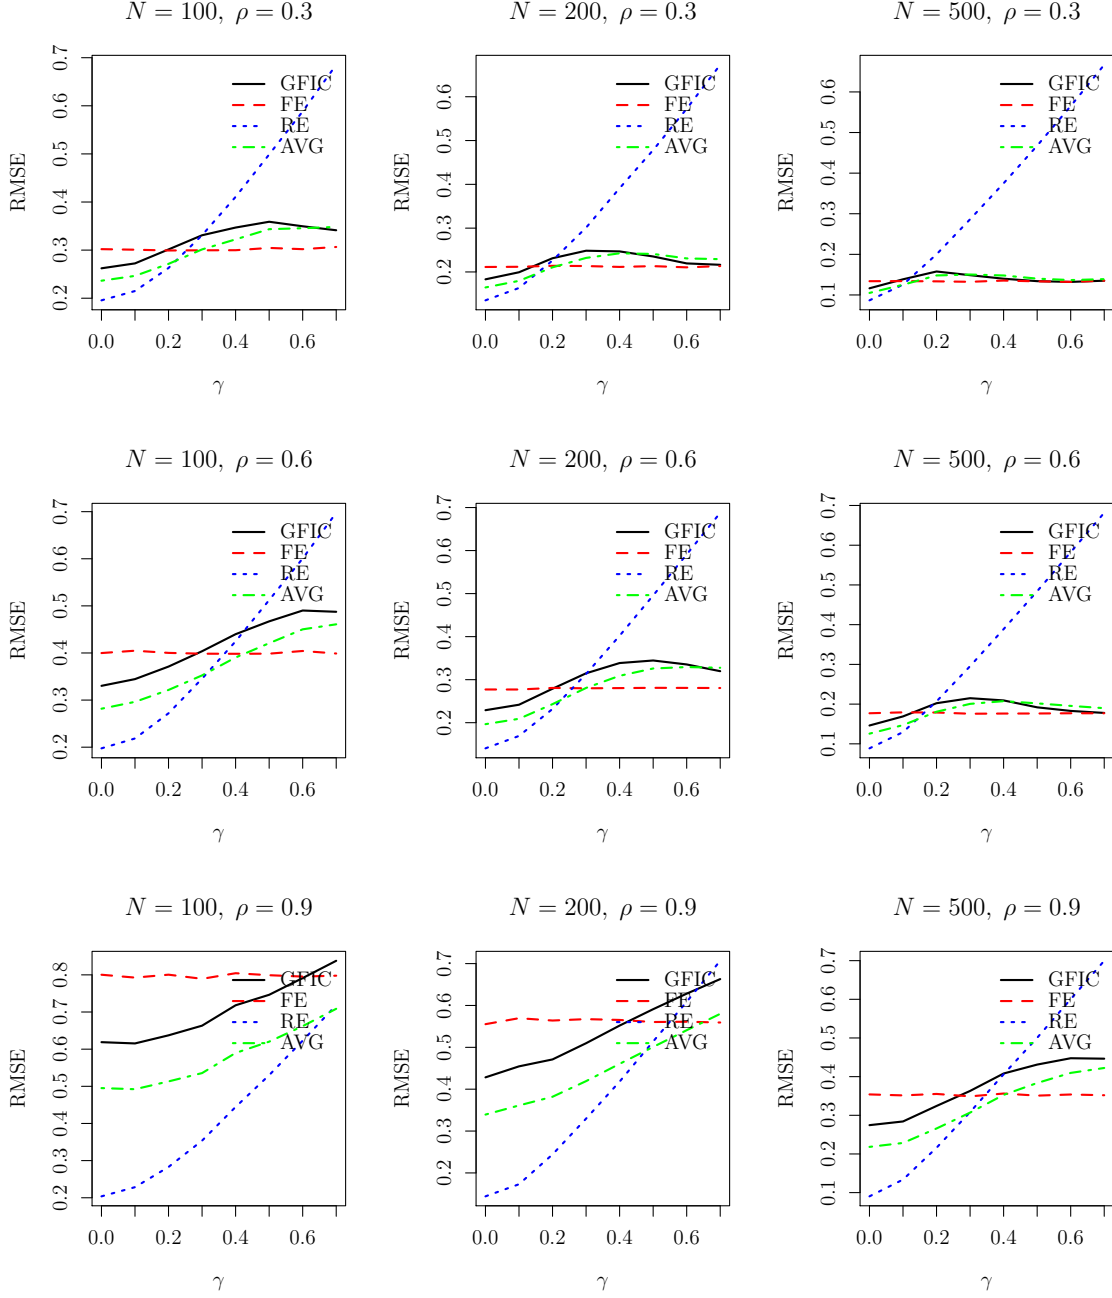 N = 100, ρ = 0.3
RMSE
0.2 0.3 0.4 0.5 0.6 0.7
GFIC
FE
RE
AVG
0.0 0.2 0.4 0.6
γ
N = 200, ρ = 0.3
RMSE
0.2 0.3 0.4 0.5 0.6
GFIC
FE
RE
AVG
0.0 0.2 0.4 0.6
γ
N = 500, ρ = 0.3
RMSE
0.1 0.2 0.3 0.4 0.5 0.6
GFIC
FE
RE
AVG
0.0 0.2 0.4 0.6
γ
N = 100, ρ = 0.6
RMSE
0.2 0.3 0.4 0.5 0.6 0.7
GFIC
FE
RE
AVG
0.0 0.2 0.4 0.6
γ
N = 200, ρ = 0.6
RMSE
0.2 0.3 0.4 0.5 0.6 0.7
GFIC
FE
RE
AVG
0.0 0.2 0.4 0.6
γ
N = 500, ρ = 0.6
RMSE
0.1 0.2 0.3 0.4 0.5 0.6 0.7
GFIC
FE
RE
AVG
0.0 0.2 0.4 0.6
γ
N = 100, ρ = 0.9
RMSE
0.2 0.3 0.4 0.5 0.6 0.7 0.8
GFIC
FE
RE
AVG
0.0 0.2 0.4 0.6
γ
N = 200, ρ = 0.9
RMSE
0.2 0.3 0.4 0.5 0.6 0.7
GFIC
FE
RE
AVG
0.0 0.2 0.4 0.6
γ
N = 500, ρ = 0.9
RMSE
0.1 0.2 0.3 0.4 0.5 0.6 0.7
GFIC
FE
RE
AVG
0.0 0.2 0.4 0.6
γ